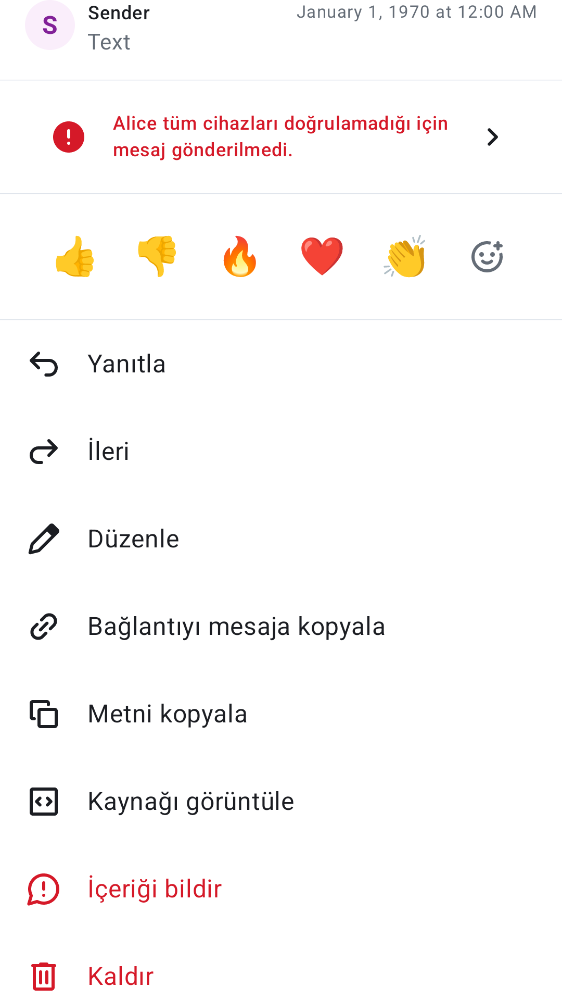 S
Sender
January 1, 1970 at 12:00 AM
Text
Alice tüm cihazları doğrulamadığı için
mesaj gönderilmedi.
Yanıtla
İleri
Düzenle
Bağlantıyı mesaja kopyala
Metni kopyala
Kaynağı görüntüle
İçeriği bildir
Kaldır